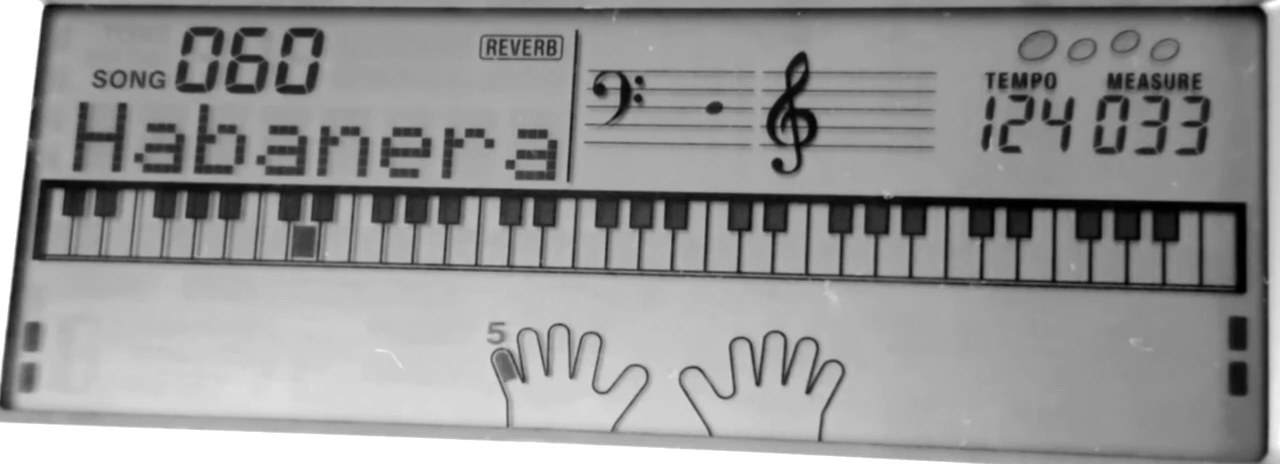 SONG 060
REVERB
Habanera
TEMPO MEASURE
124 033
5